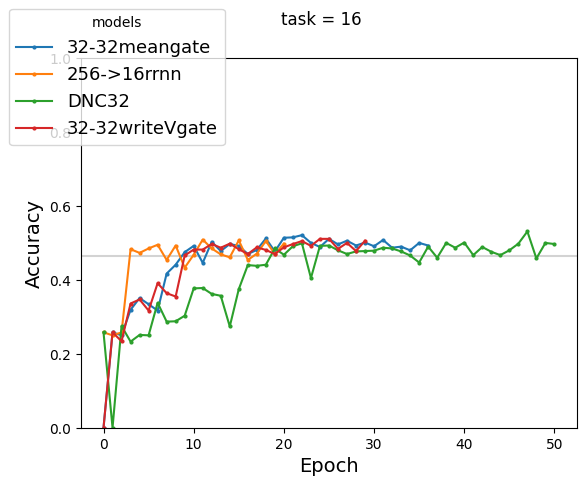 task = 16
models
32-32meangate
256->16rrnn
DNC32
32-32writeVgate
1.0
0.8
0.6
0.4
0.2
0.0
Accuracy
0 10 20 30 40 50
Epoch